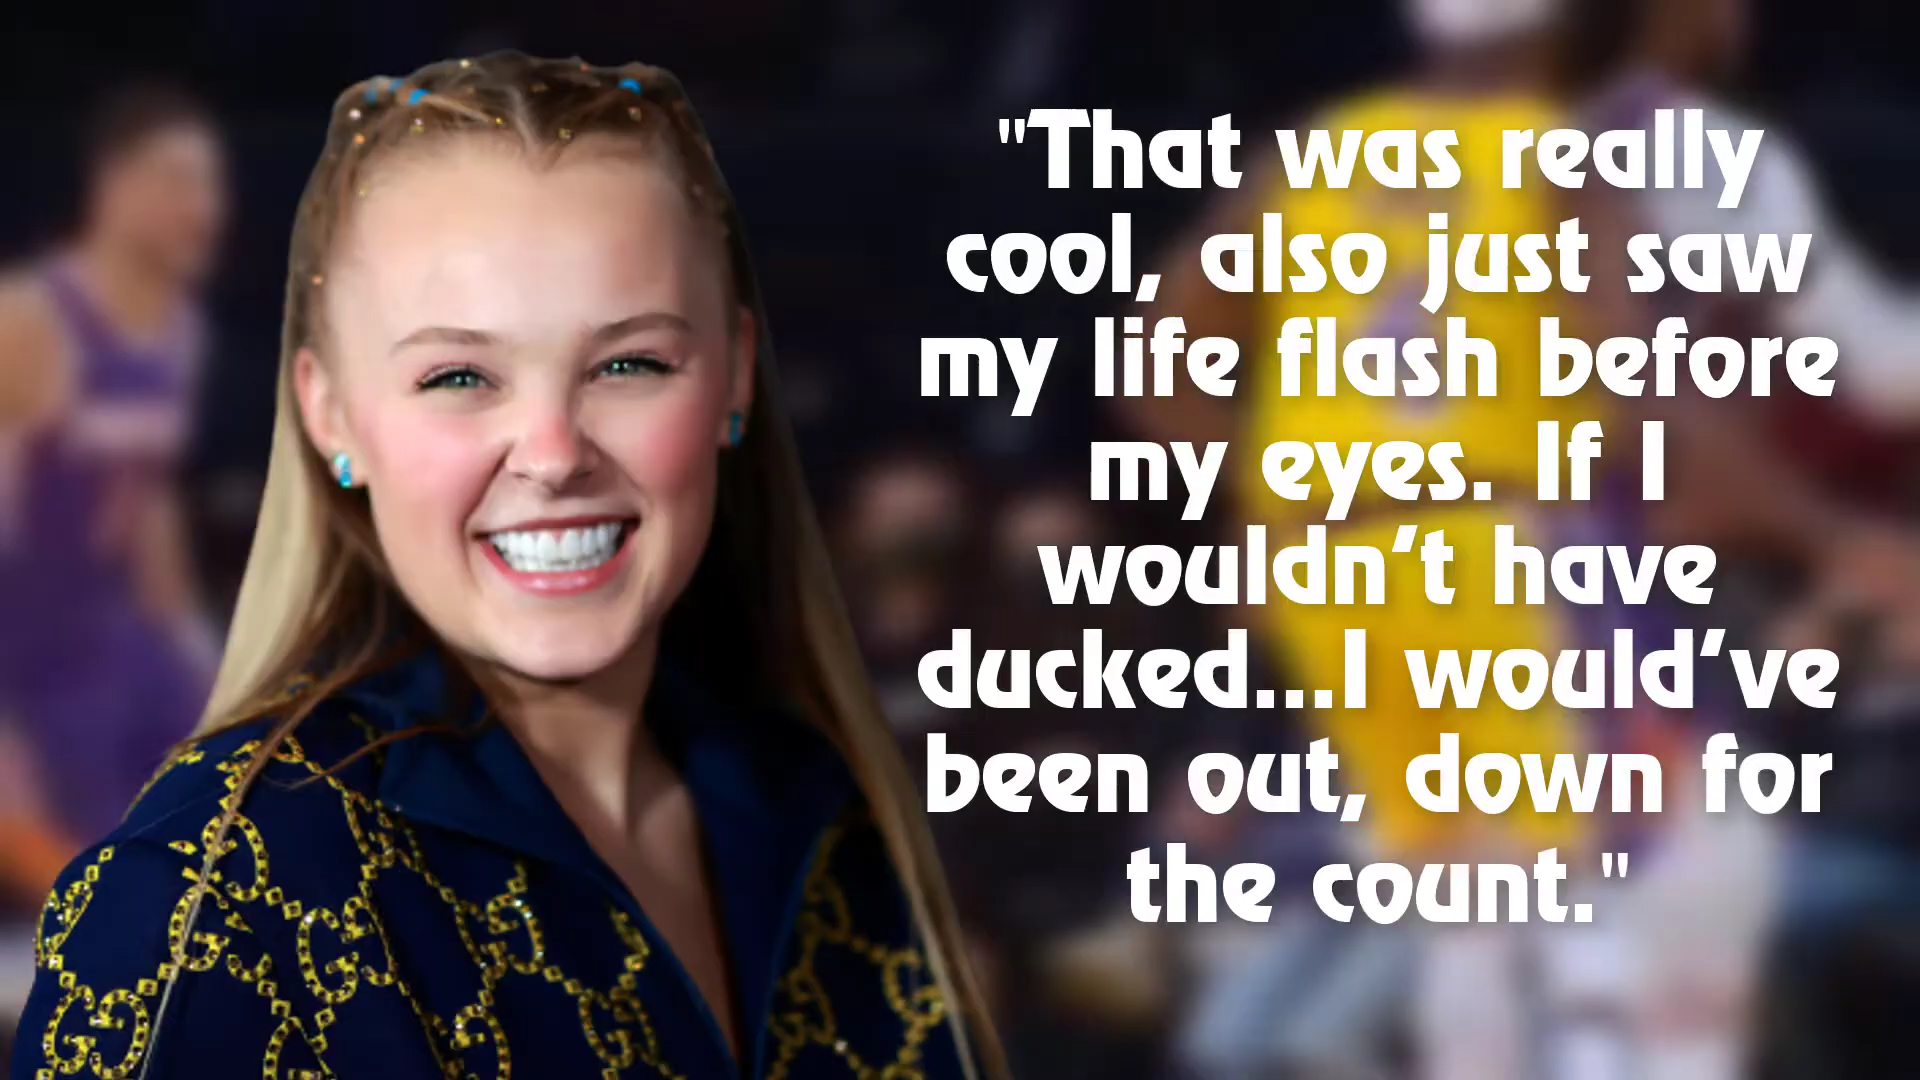 "That was really
cool, also just saw
my life flash before
my eyes. If I
wouldn’t have
ducked...I would’ve
been out, down for
the count."